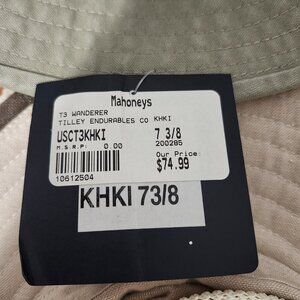 Mahoneys
T3 WANDERER
TILLEY ENDURABLES CO KHKI
USCT3KHKI 7 3/8
M.S.R.P: 0.00 200285
Our Price:
$74.99
10612504
KHKI 73/8